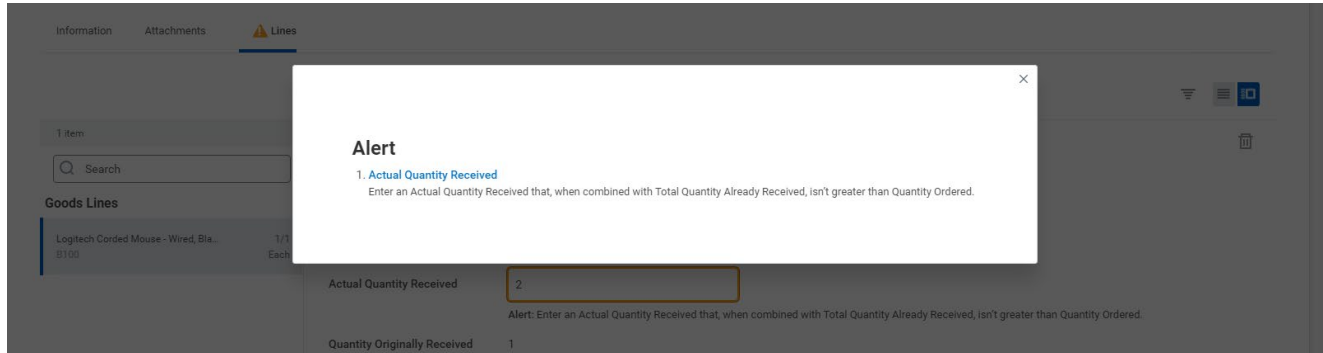 Information Attachments Lines
Alert
1. Actual Quantity Received
Enter an Actual Quantity Received that, when combined with Total Quantity Already Received, isn't greater than Quantity Ordered.
1 item
Search
Goods Lines
Logitech Corded Mouse - Wired, Bla... 1/1
B100 Each
Actual Quantity Received 2
Alert: Enter an Actual Quantity Received that, when combined with Total Quantity Already Received, isn't greater than Quantity Ordered.
Quantity Originally Received 1